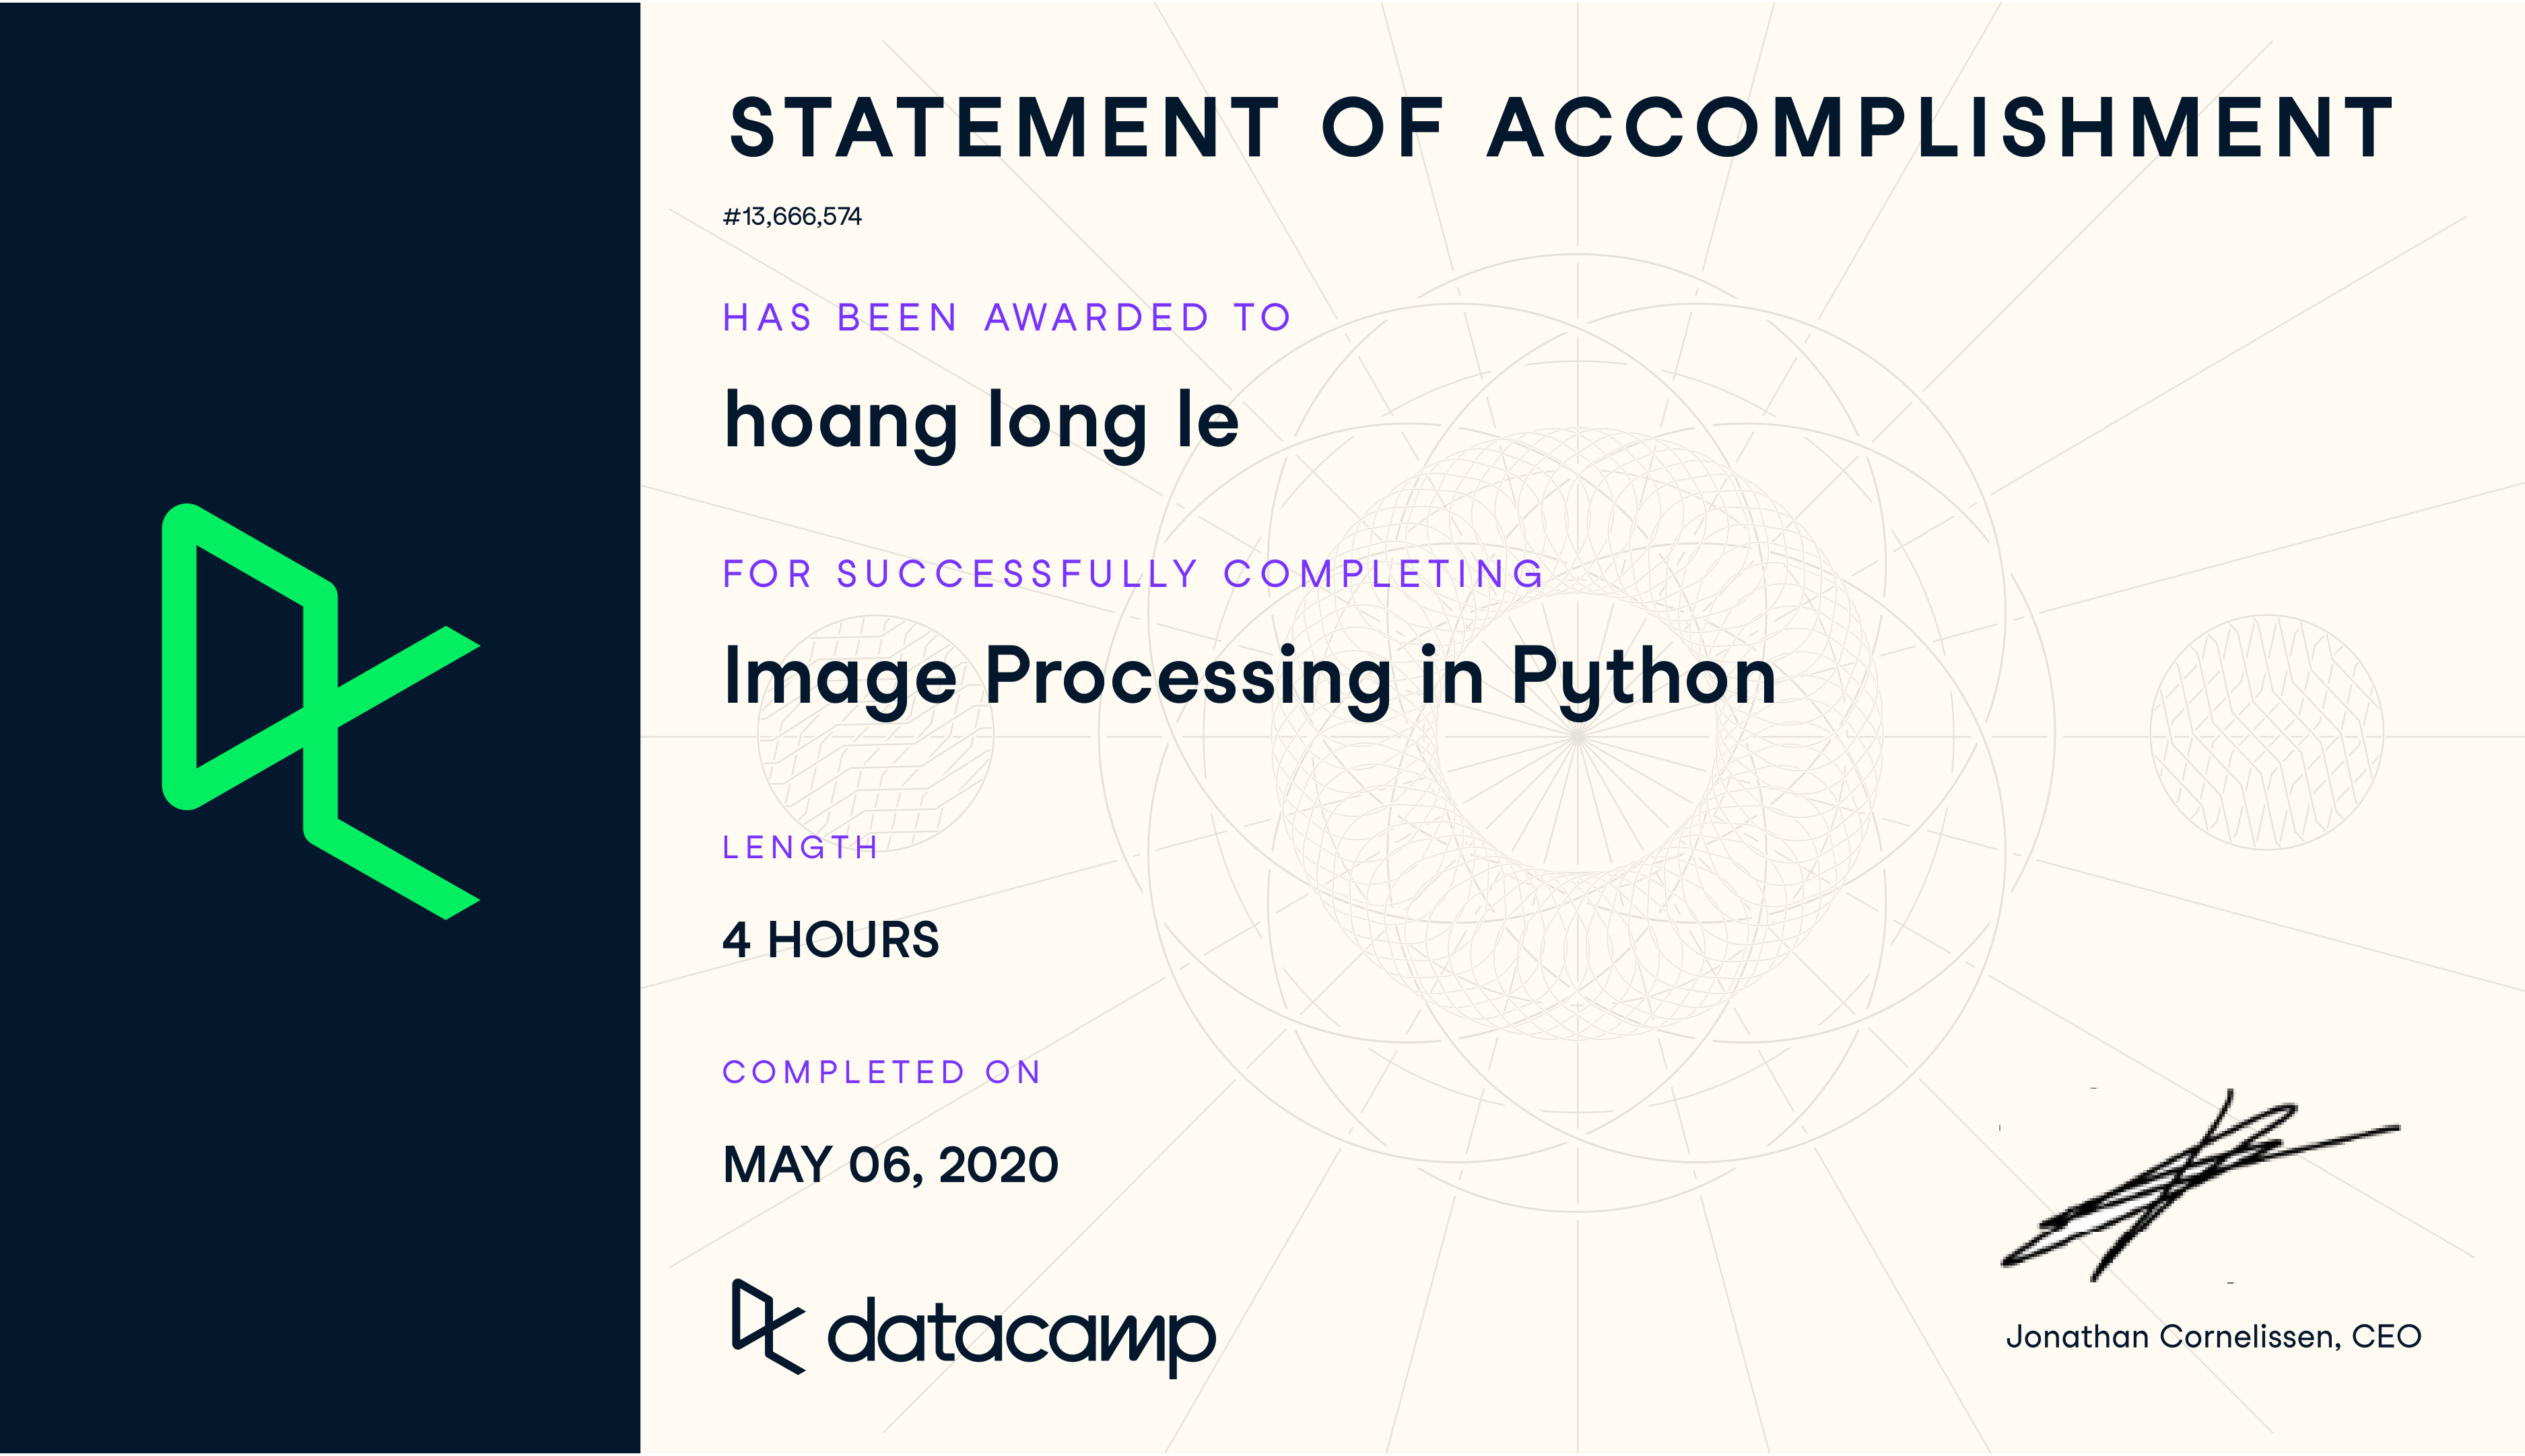 STATEMENT OF ACCOMPLISHMENT
#13,666,574
HAS BEEN AWARDED TO
hoang long le
FOR SUCCESSFULLY COMPLETING
Image Processing in Python
LENGTH
4 HOURS
COMPLETED ON
MAY 06, 2020
datacamp
Jonathan Cornelissen, CEO